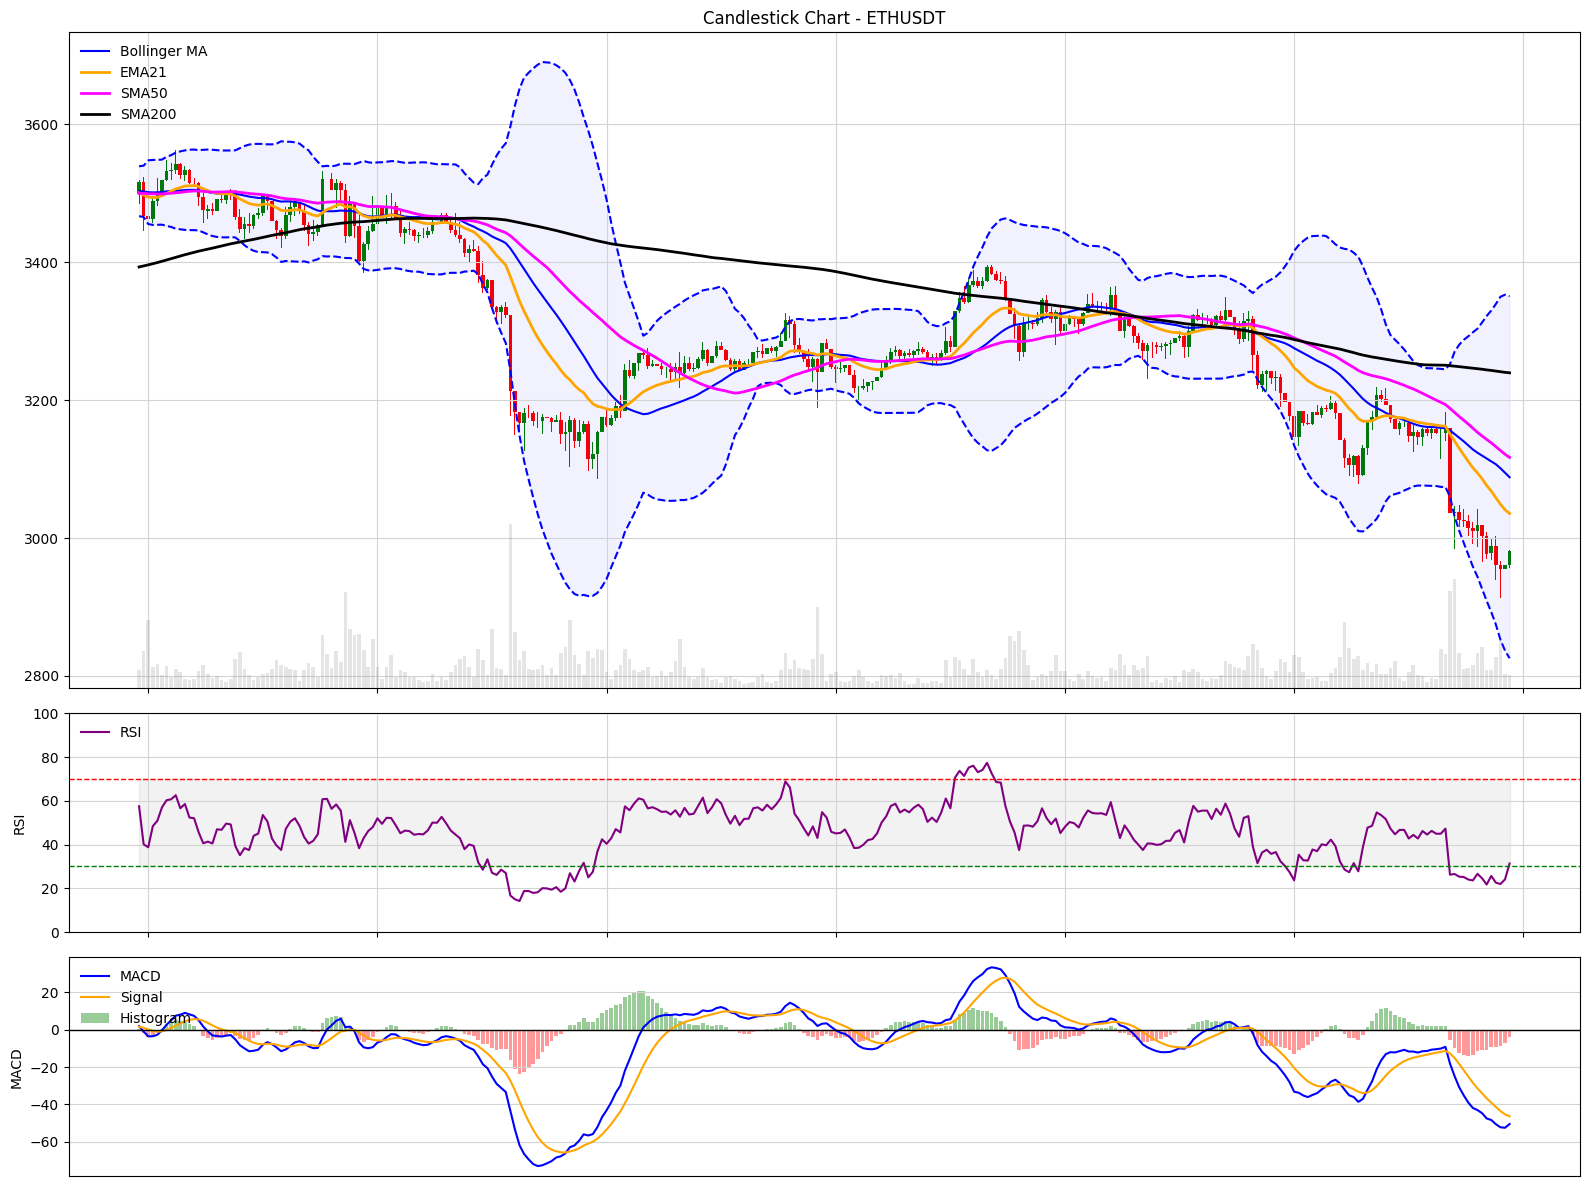 Candlestick Chart - ETHUSDT
Bollinger MA
EMA21
SMA50
SMA200
3600
3400
3200
3000
2800
RSI
100
80
60
40
20
0
RSI
MACD
Signal
Histogram
20
0
−20
−40
−60
MACD